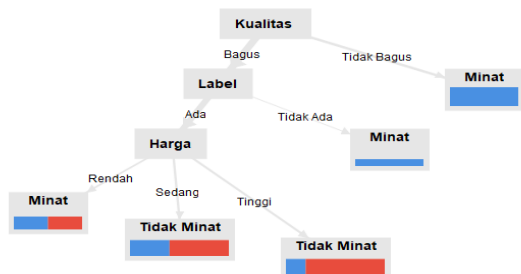 Kualitas
Bagus
Tidak Bagus
Label
Minat
Ada
Tidak Ada
Harga
Minat
Rendah
Sedang
Tinggi
Minat
Tidak Minat
Tidak Minat